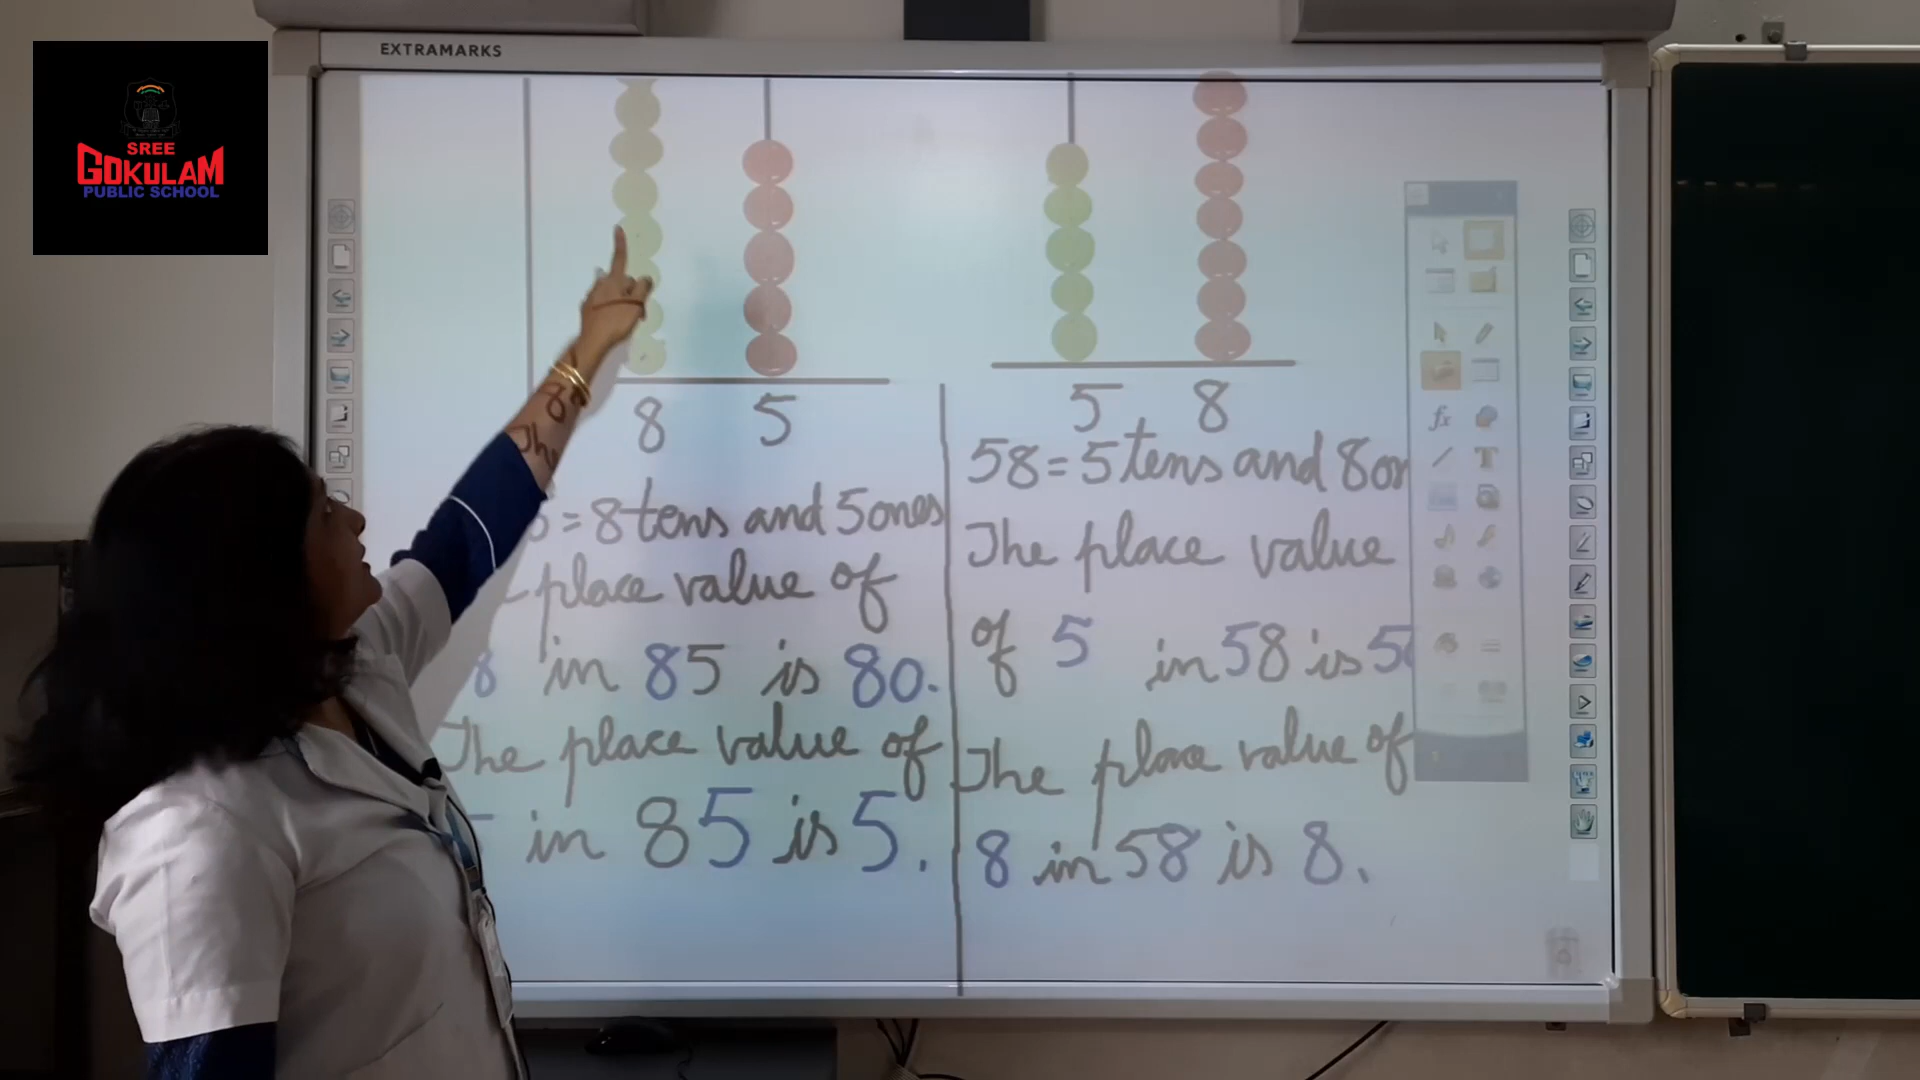 EXTRAMARKS
SREE
GOKULAM
PUBLIC SCHOOL
8 5
= 8 tens and 5 ones
place value of
8 in 85 is 80.
The place value of
in 85 is 5.
5 8
58 = 5 tens and 8
The place value
of 5 in 58 is
The place value of
8 in 58 is 8.